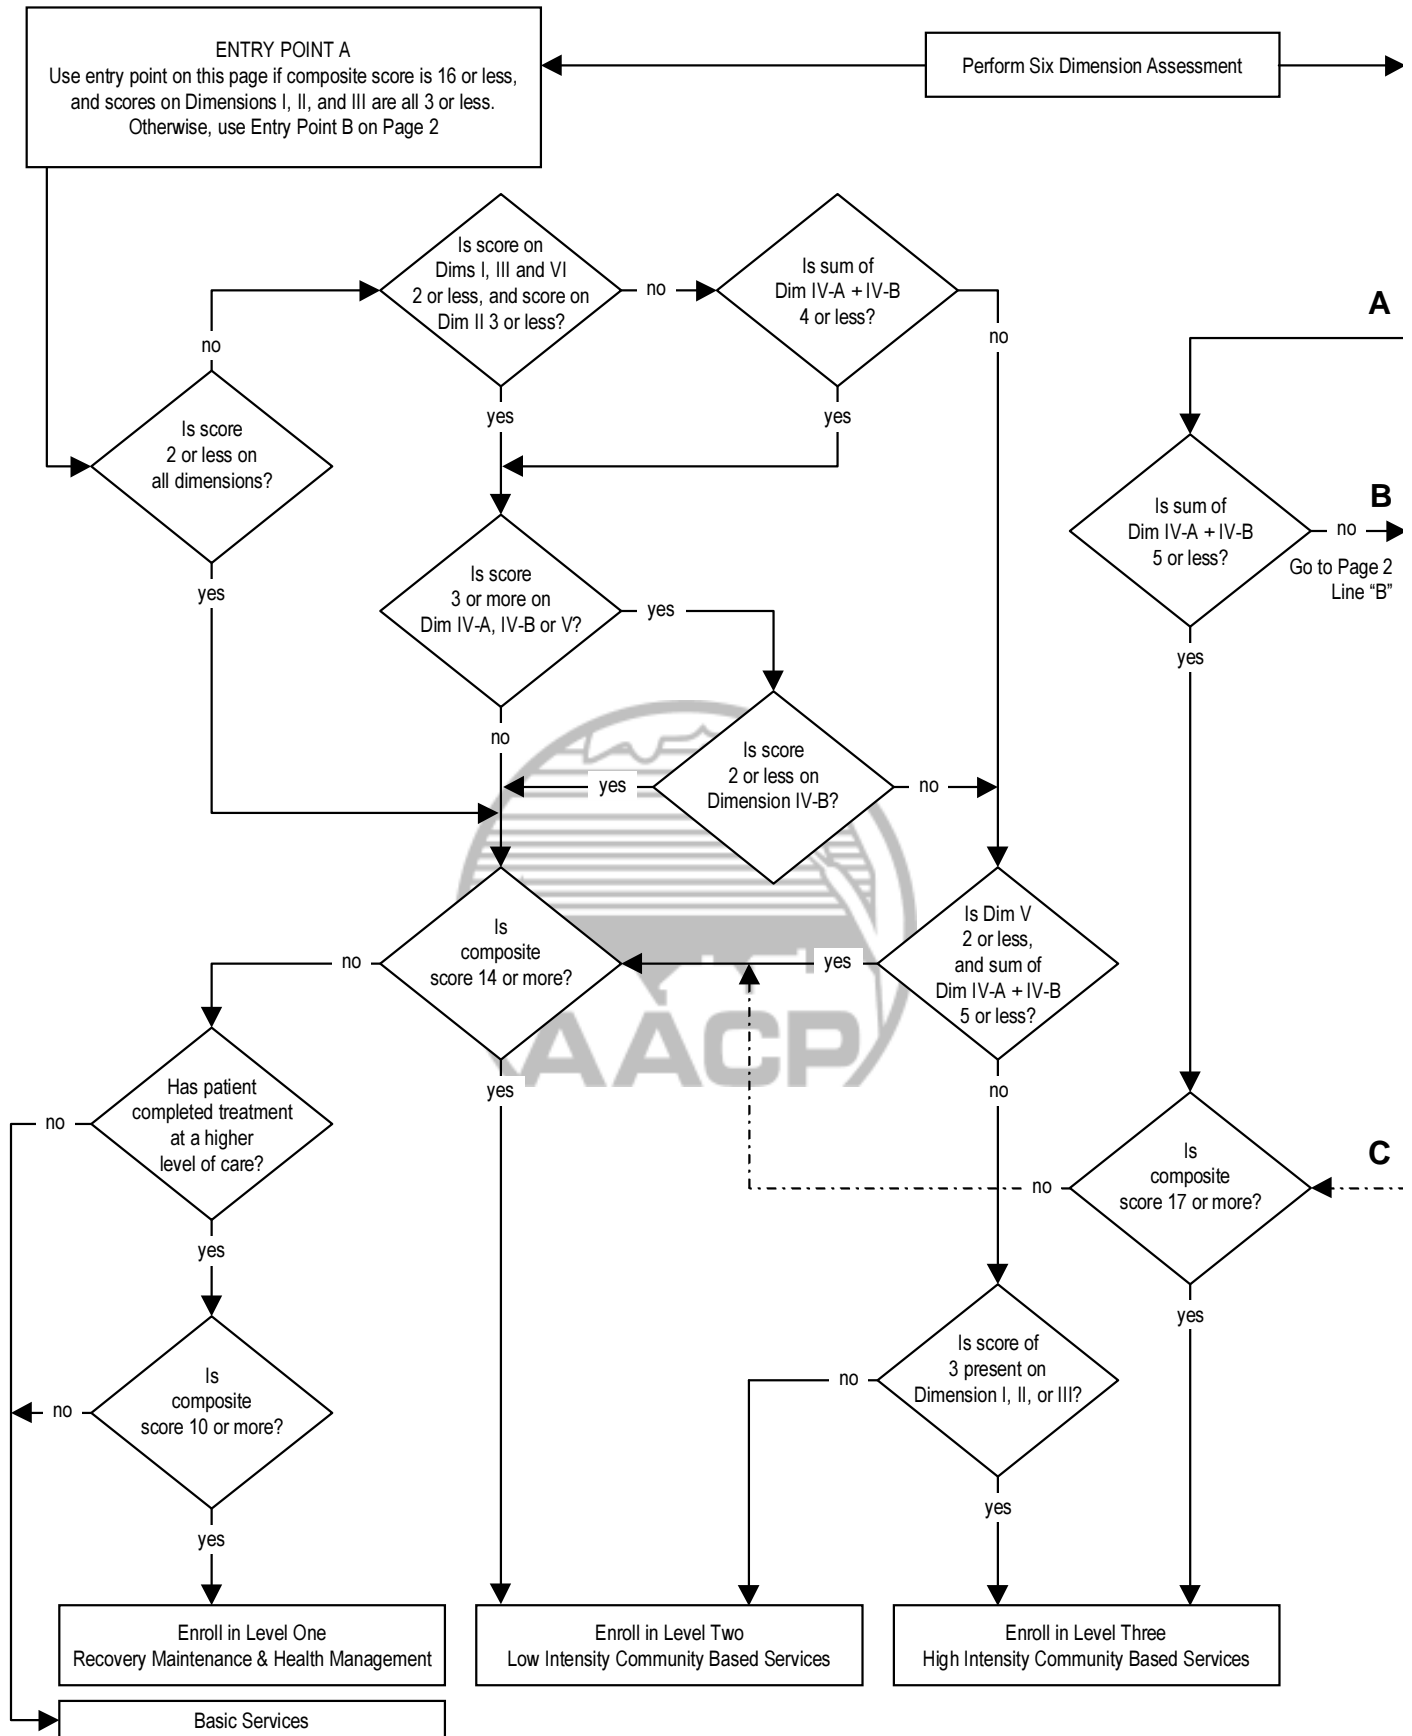 ENTRY POINT A
Use entry point on this page if composite score is 16 or less,
and scores on Dimensions I, II, and III are all 3 or less.
Otherwise, use Entry Point B on Page 2
Perform Six Dimension Assessment
Is score on
Dims I, III and VI
2 or less, and score on
Dim II 3 or less?
no
Is sum of
Dim IV-A + IV-B
4 or less?
no
A
no
yes
yes
Is score
2 or less on
all dimensions?
yes
Is sum of
Dim IV-A + IV-B
5 or less?
B
no
Go to Page 2
Line “B”
yes
Is score
3 or more on
Dim IV-A, IV-B or V?
yes
no
Is score
2 or less on
Dimension IV-B?
yes
no
Is
composite
score 14 or more?
no
yes
Is Dim V
2 or less,
and sum of
Dim IV-A + IV-B
5 or less?
yes
no
AACP
Has patient
completed treatment
at a higher
level of care?
no
yes
Is
composite
score 17 or more?
no
C
yes
Is
composite
score 10 or more?
no
yes
Is score of
3 present on
Dimension I, II, or III?
no
yes
Enroll in Level One
Recovery Maintenance & Health Management
Enroll in Level Two
Low Intensity Community Based Services
Enroll in Level Three
High Intensity Community Based Services
Basic Services